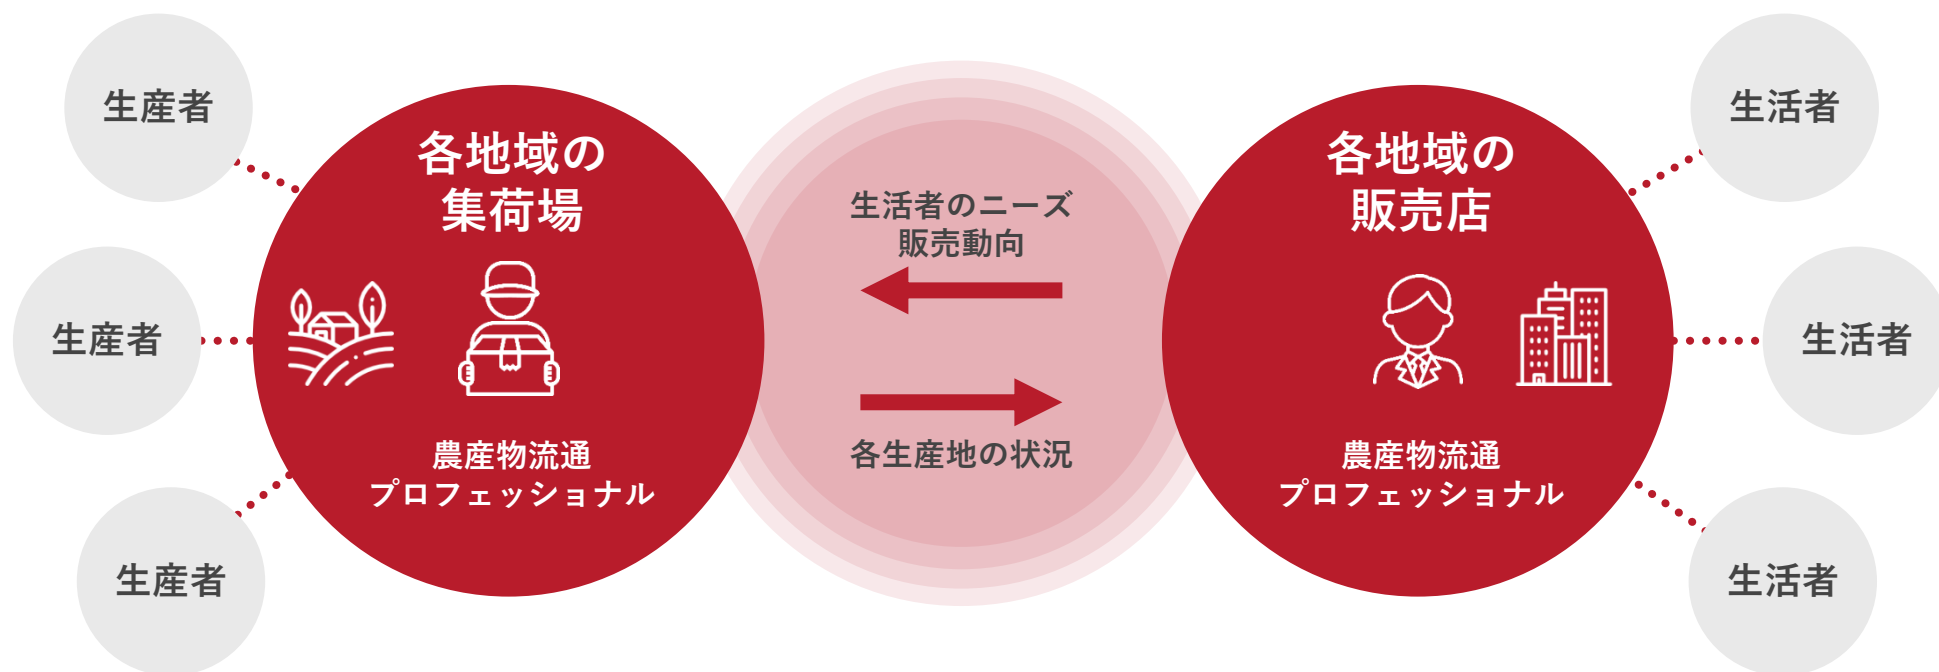 生産者
生産者
生産者
各地域の
集荷場
農産物流通
プロフェッショナル
生活者のニーズ
販売動向
各生産地の状況
各地域の
販売店
農産物流通
プロフェッショナル
生活者
生活者
生活者